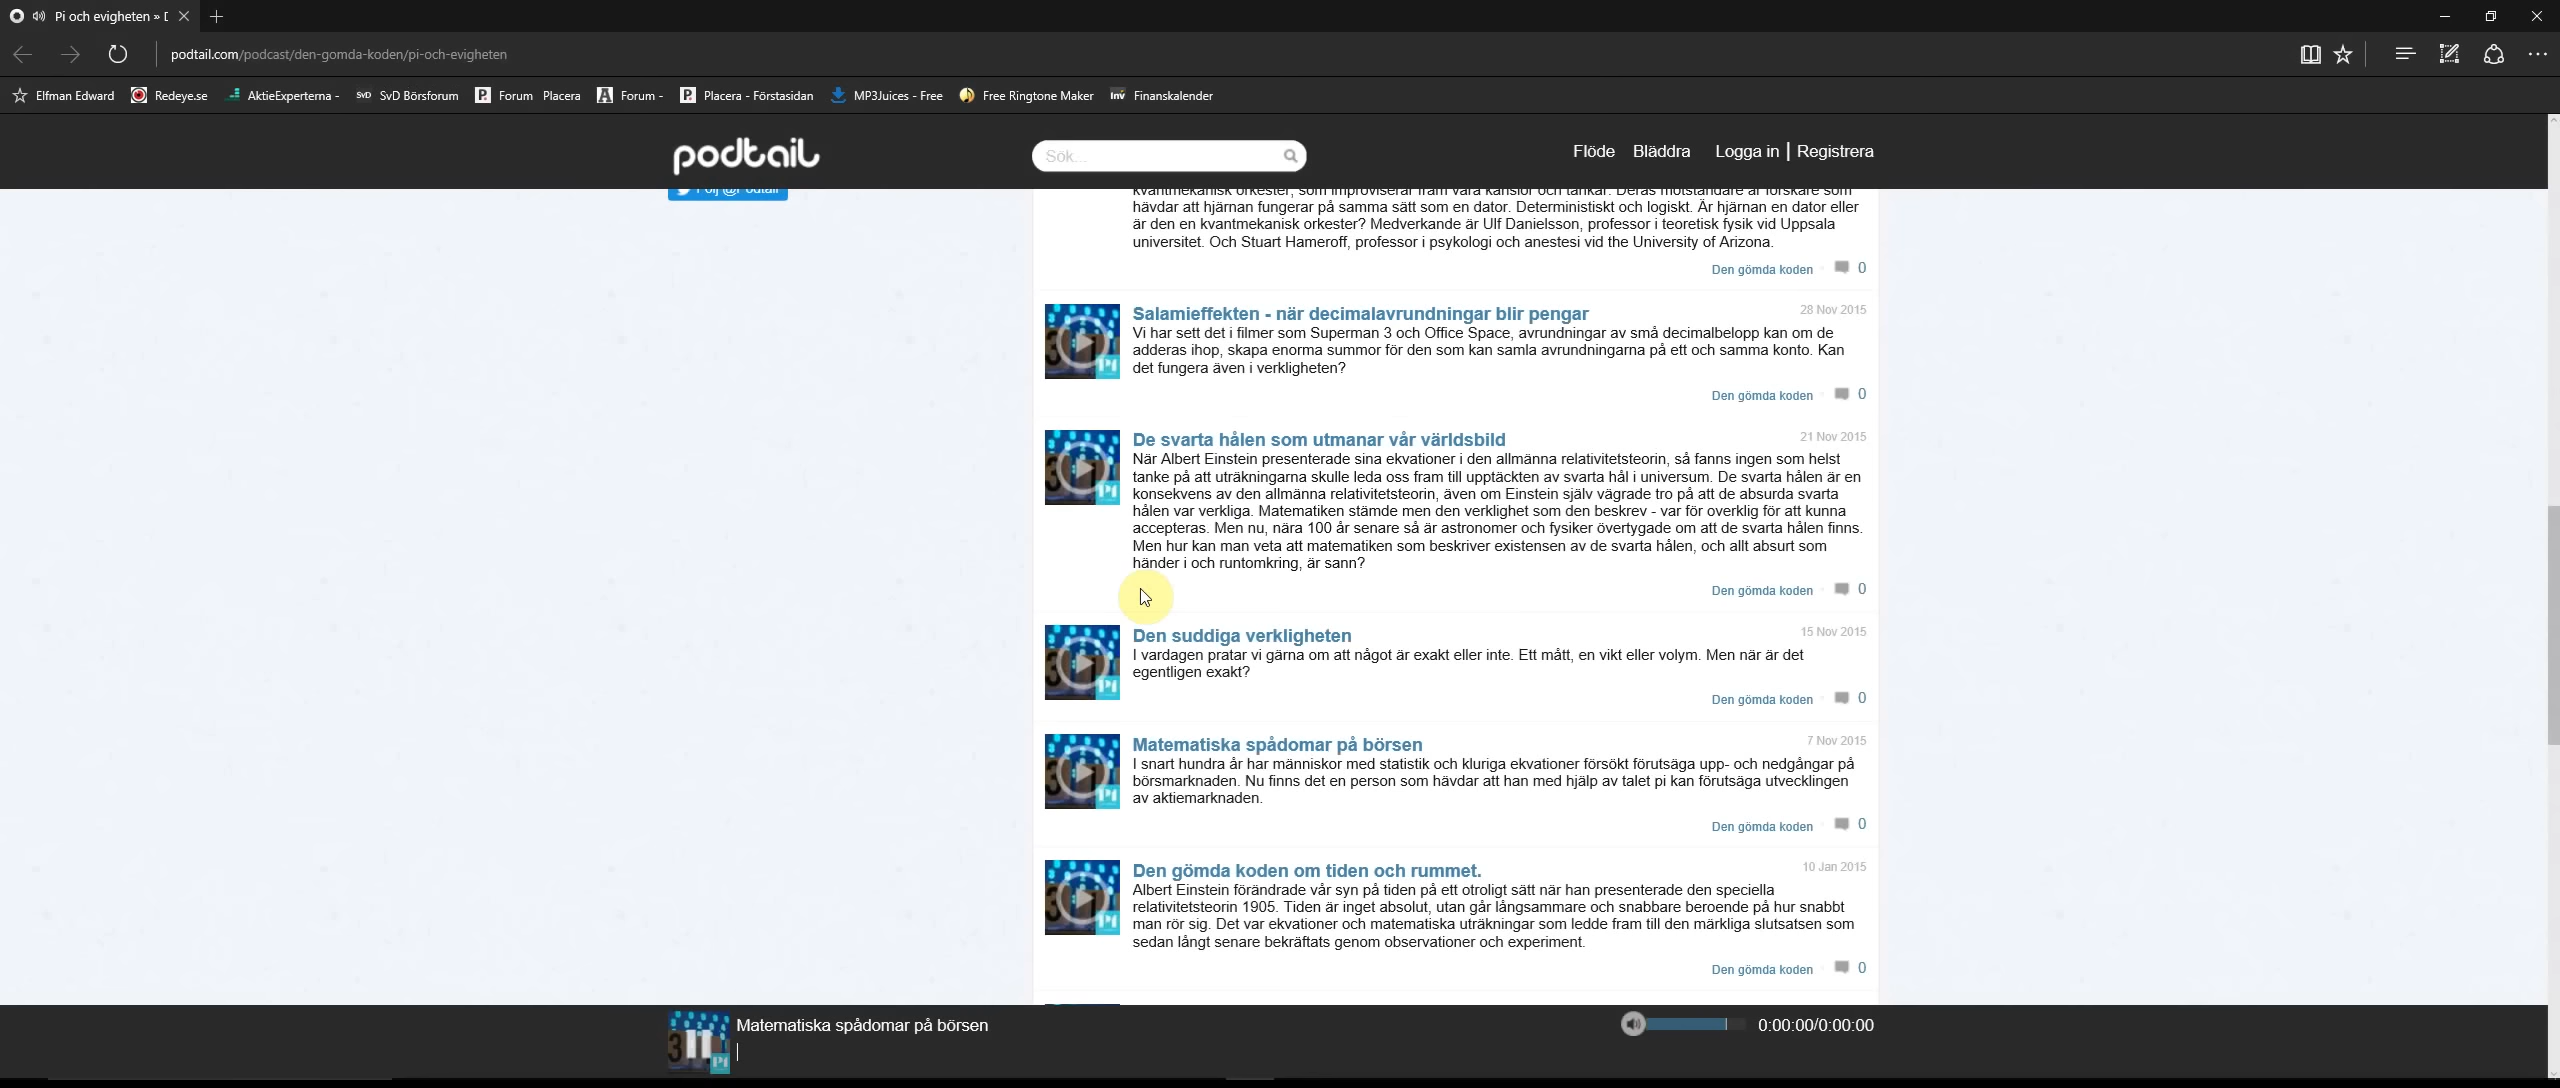 Pi och evigheten » D
podtail.com/podcast/den-gomda-koden/pi-och-evigheten
Elfman Edward Redeye.se AktieExperterna - SvD SvD Börsforum Forum Placera Forum - Placera - Förstasidan MP3Juices - Free Free Ringtone Maker Inv Finanskalender
podtail Sök... Flöde Bläddra Logga in | Registrera
Följ @Podtail
kvantmekanisk orkester, som improviserar fram våra känslor och tankar. Deras motståndare är forskare som
hävdar att hjärnan fungerar på samma sätt som en dator. Deterministiskt och logiskt. Är hjärnan en dator eller
är den en kvantmekanisk orkester? Medverkande är Ulf Danielsson, professor i teoretisk fysik vid Uppsala
universitet. Och Stuart Hameroff, professor i psykologi och anestesi vid the University of Arizona.
Den gömda koden 0
Salamieffekten - när decimalavrundningar blir pengar 28 Nov 2015
Vi har sett det i filmer som Superman 3 och Office Space, avrundningar av små decimalbelopp kan om de
adderas ihop, skapa enorma summor för den som kan samla avrundningarna på ett och samma konto. Kan
det fungera även i verkligheten?
Den gömda koden 0
De svarta hålen som utmanar vår världsbild 21 Nov 2015
När Albert Einstein presenterade sina ekvationer i den allmänna relativitetsteorin, så fanns ingen som helst
tanke på att uträkningarna skulle leda oss fram till upptäckten av svarta hål i universum. De svarta hålen är en
konsekvens av den allmänna relativitetsteorin, även om Einstein själv vägrade tro på att de absurda svarta
hålen var verkliga. Matematiken stämde men den verklighet som den beskrev - var för overklig för att kunna
accepteras. Men nu, nära 100 år senare så är astronomer och fysiker övertygade om att de svarta hålen finns.
Men hur kan man veta att matematiken som beskriver existensen av de svarta hålen, och allt absurt som
händer i och runtomkring, är sann?
Den gömda koden 0
Den suddiga verkligheten 15 Nov 2015
I vardagen pratar vi gärna om att något är exakt eller inte. Ett mått, en vikt eller volym. Men när är det
egentligen exakt?
Den gömda koden 0
Matematiska spådomar på börsen 7 Nov 2015
I snart hundra år har människor med statistik och kluriga ekvationer försökt förutsäga upp- och nedgångar på
börsmarknaden. Nu finns det en person som hävdar att han med hjälp av talet pi kan förutsäga utvecklingen
av aktiemarknaden.
Den gömda koden 0
Den gömda koden om tiden och rummet. 10 Jan 2015
Albert Einstein förändrade vår syn på tiden på ett otroligt sätt när han presenterade den speciella
relativitetsteorin 1905. Tiden är inget absolut, utan går långsammare och snabbare beroende på hur snabbt
man rör sig. Det var ekvationer och matematiska uträkningar som ledde fram till den märkliga slutsatsen som
sedan långt senare bekräftats genom observationer och experiment.
Den gömda koden 0
Matematiska spådomar på börsen 0:00:00/0:00:00